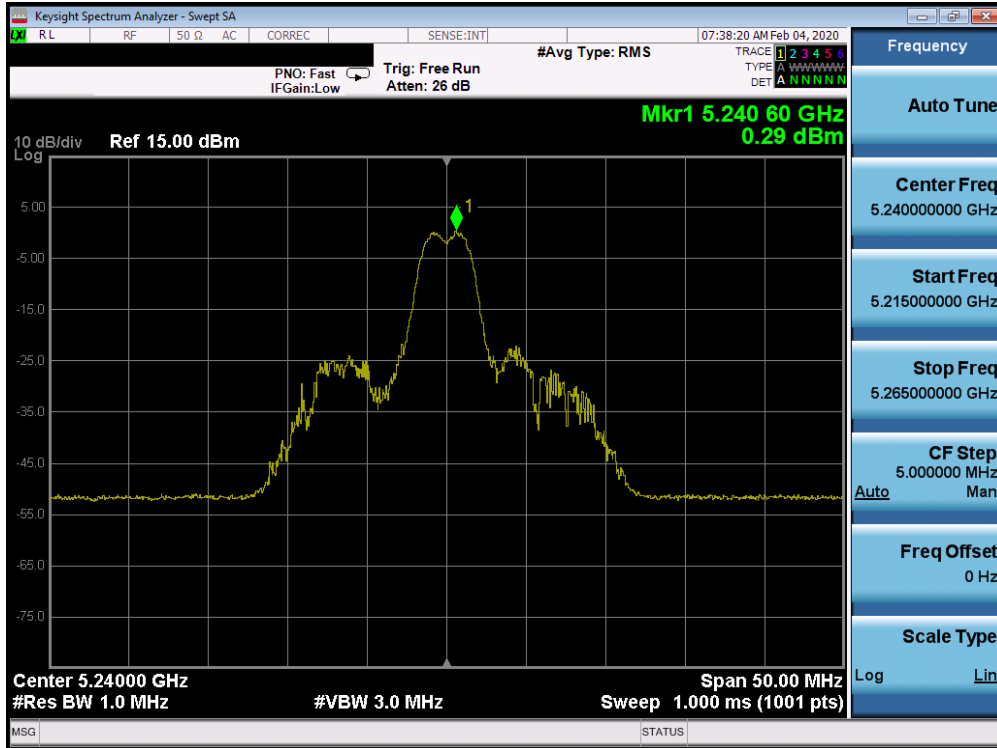 Keysight Spectrum Analyzer - Swept SA
LXI RL RF 50 Ω AC CORREC SENSE:INT 07:38:20 AM Feb 04, 2020
PNO: Fast
IFGain:Low
Trig: Free Run
Atten: 26 dB
#Avg Type: RMS
TRACE 1 2 3 4 5 6
TYPE A WWWWW
DET A N N N N N
Mkr1 5.240 60 GHz
0.29 dBm
10 dB/div Ref 15.00 dBm
Log
1
5.00
-5.00
-15.0
-25.0
-35.0
-45.0
-55.0
-65.0
-75.0
Center 5.24000 GHz Span 50.00 MHz
#Res BW 1.0 MHz #VBW 3.0 MHz Sweep 1.000 ms (1001 pts)
MSG STATUS
Frequency
Auto Tune
Center Freq
5.240000000 GHz
Start Freq
5.215000000 GHz
Stop Freq
5.265000000 GHz
CF Step
5.000000 MHz
Auto Man
Freq Offset
0 Hz
Scale Type
Log Lin